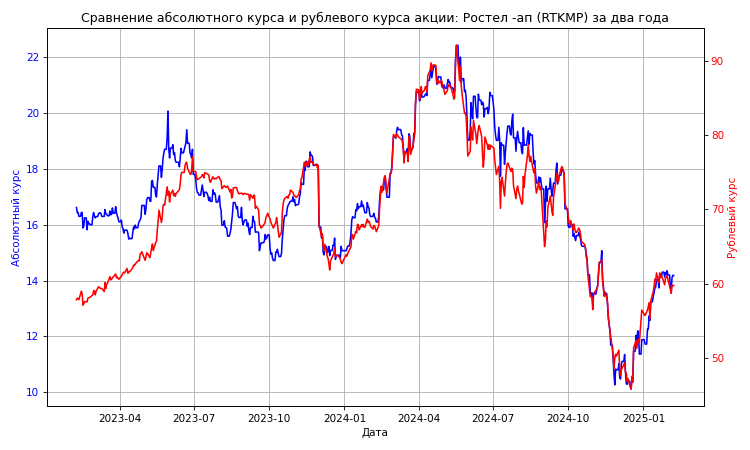 Сравнение абсолютного курса и рублевого курса акции: Ростел -ап (RTKMP) за два года
22
20
18
16
14
12
10
Абсолютный курс
90
80
70
60
50
Рублевый курс
2023-04 2023-07 2023-10 2024-01 2024-04 2024-07 2024-10 2025-01
Дата